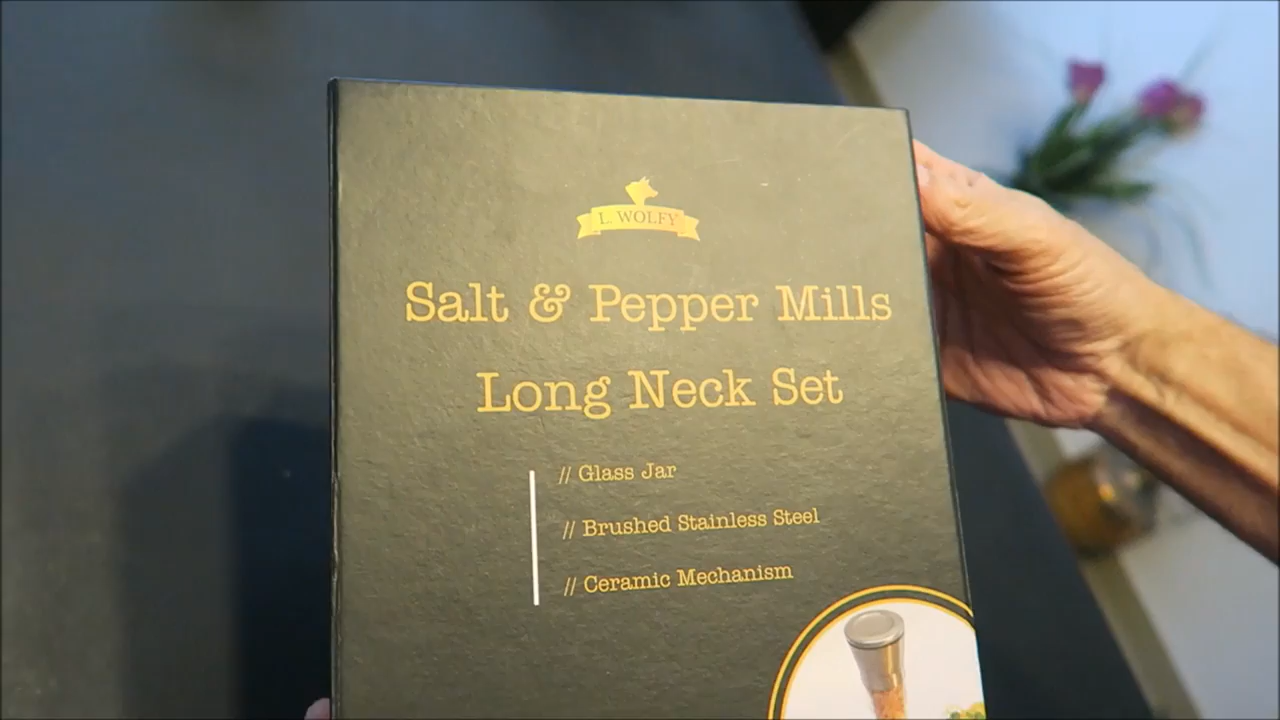 L. WOLFY
Salt & Pepper Mills
Long Neck Set
// Glass Jar
// Brushed Stainless Steel
// Ceramic Mechanism